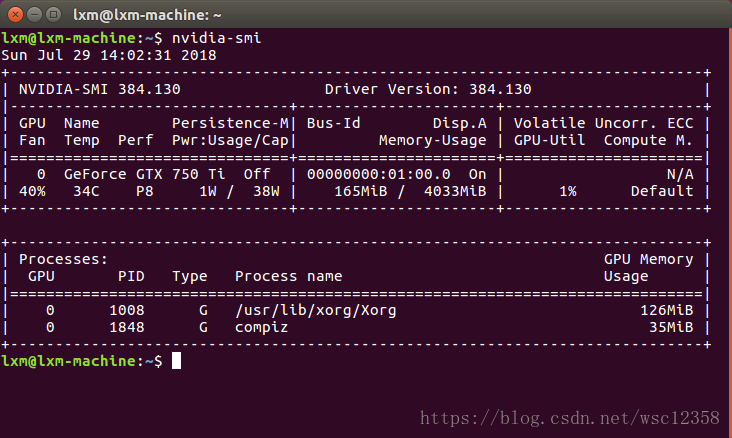 lxm@lxm-machine: ~
lxm@lxm-machine:~$ nvidia-smi
Sun Jul 29 14:02:31 2018
+-----------------------------------------------------------------------------+
| NVIDIA-SMI 384.130                Driver Version: 384.130                   |
|-------------------------------+----------------------+----------------------+
| GPU  Name        Persistence-M| Bus-Id        Disp.A | Volatile Uncorr. ECC |
| Fan  Temp  Perf  Pwr:Usage/Cap|         Memory-Usage | GPU-Util  Compute M. |
|===============================+======================+======================|
|   0  GeForce GTX 750 Ti  Off  | 00000000:01:00.0  On |                  N/A |
| 40%   34C    P8     1W /  38W |    165MiB /  4033MiB |      1%      Default |
+-------------------------------+----------------------+----------------------+
+-----------------------------------------------------------------------------+
| Processes:                                                       GPU Memory |
|  GPU       PID   Type   Process name                             Usage      |
|=============================================================================|
|    0      1008      G   /usr/lib/xorg/Xorg                           126MiB |
|    0      1848      G   compiz                                        35MiB |
+-----------------------------------------------------------------------------+
lxm@lxm-machine:~$
https://blog.csdn.net/wsc12358